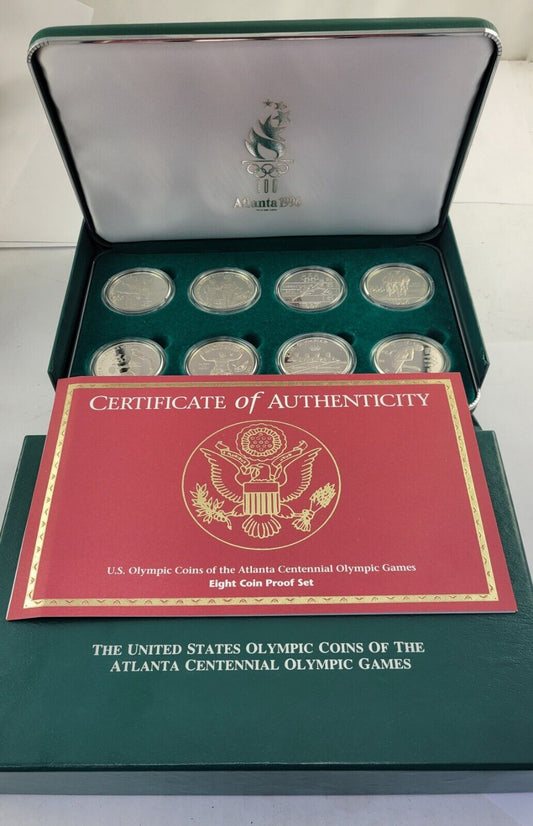 Atlanta 1996
CERTIFICATE of AUTHENTICITY
U.S. Olympic Coins of the Atlanta Centennial Olympic Games
Eight Coin Proof Set
THE UNITED STATES OLYMPIC COINS OF THE
ATLANTA CENTENNIAL OLYMPIC GAMES